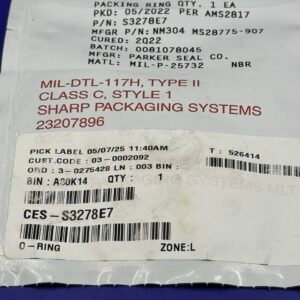 PACKING RING QTY. 1 EA
PKD: 05/2022 PER AMS2817
P/N: S3278E7
MFGR P/N: NM304 MS28775-907
CURED: 2Q22
BATCH: 0081078045
MFGR: PARKER SEAL CO.
MATL: MIL-P-25732 NBR
MIL-DTL-117H, TYPE II
CLASS C, STYLE 1
SHARP PACKAGING SYSTEMS
23207896
PICK LABEL 05/07/25 11:40AM
CUST.CODE: 03-0002092 T: 526414
ORD : 3-0275428 LN :003 BIN:
BIN : A30K14 QTY : 1
CES-S3278E7
O-RING ZONE:L